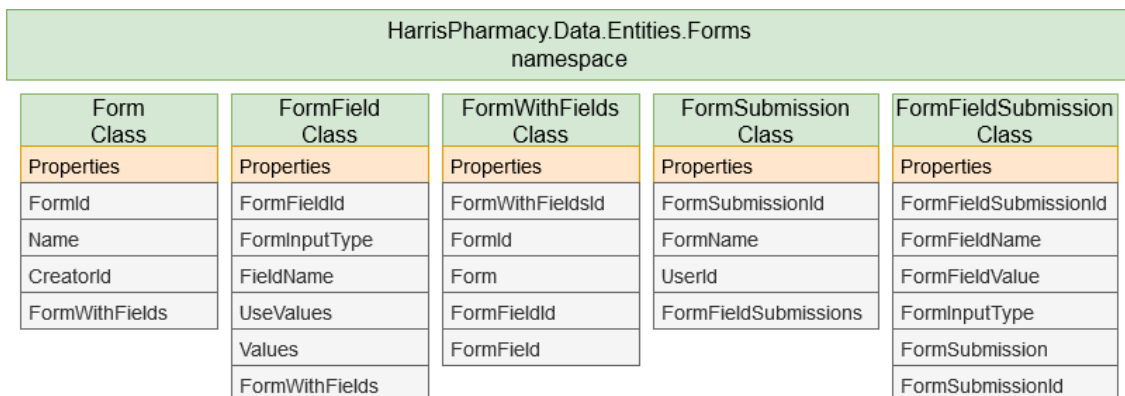 HarrisPharmacy.Data.Entities.Forms
namespace
Form
Class
Properties
FormId
Name
CreatorId
FormWithFields
FormField
Class
Properties
FormFieldId
FormInputType
FieldName
UseValues
Values
FormWithFields
FormWithFields
Class
Properties
FormWithFieldsId
FormId
Form
FormFieldId
FormField
FormSubmission
Class
Properties
FormSubmissionId
FormName
UserId
FormFieldSubmissions
FormFieldSubmission
Class
Properties
FormFieldSubmissionId
FormFieldName
FormFieldValue
FormInputType
FormSubmission
FormSubmissionId